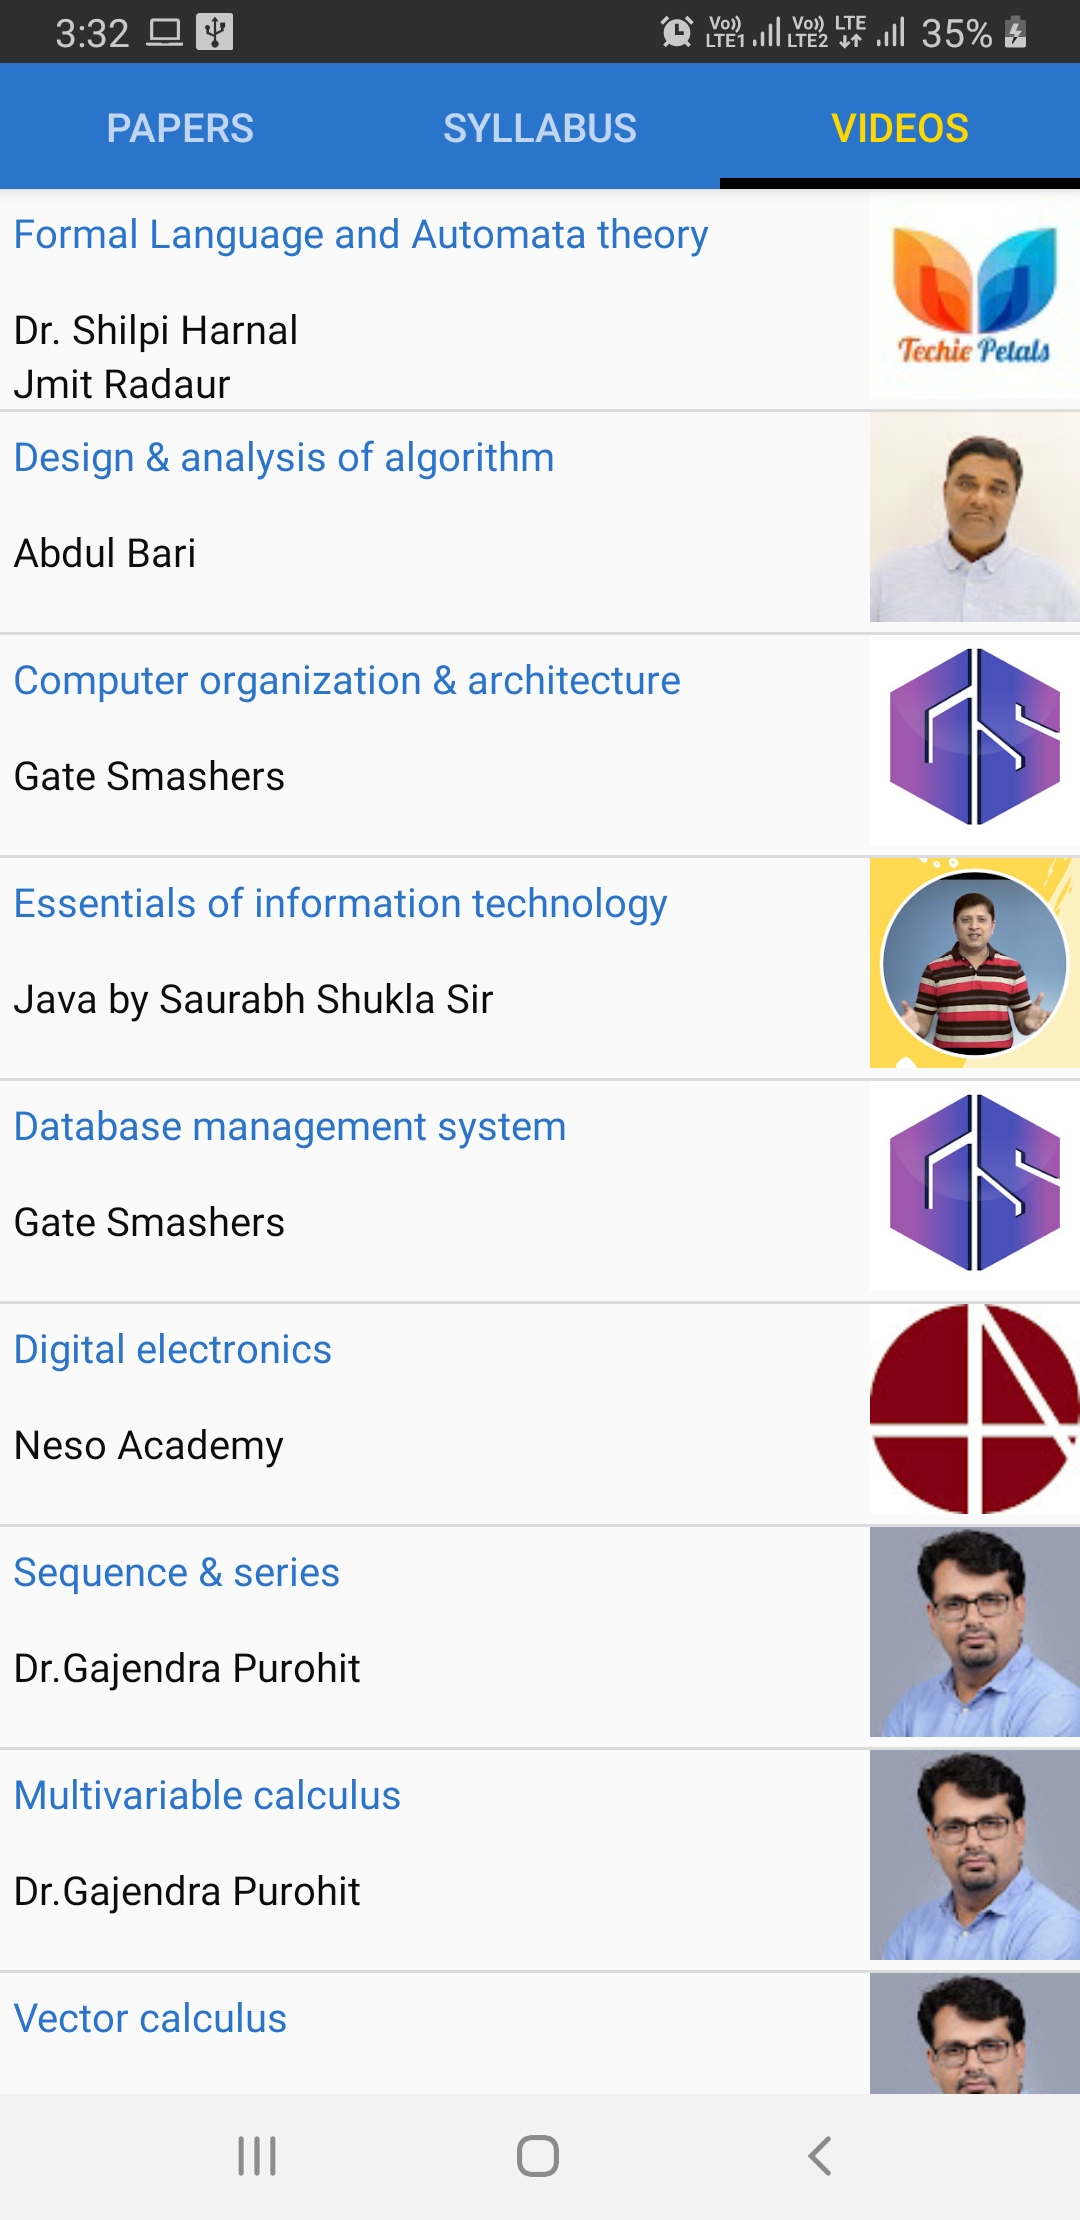 3:32 Vo)) LTE1 Vo)) LTE2 LTE 35%
PAPERS SYLLABUS VIDEOS
Formal Language and Automata theory
Dr. Shilpi Harnal
Jmit Radaur
Techie Petals
Design & analysis of algorithm
Abdul Bari
Computer organization & architecture
Gate Smashers
Essentials of information technology
Java by Saurabh Shukla Sir
Database management system
Gate Smashers
Digital electronics
Neso Academy
Sequence & series
Dr.Gajendra Purohit
Multivariable calculus
Dr.Gajendra Purohit
Vector calculus